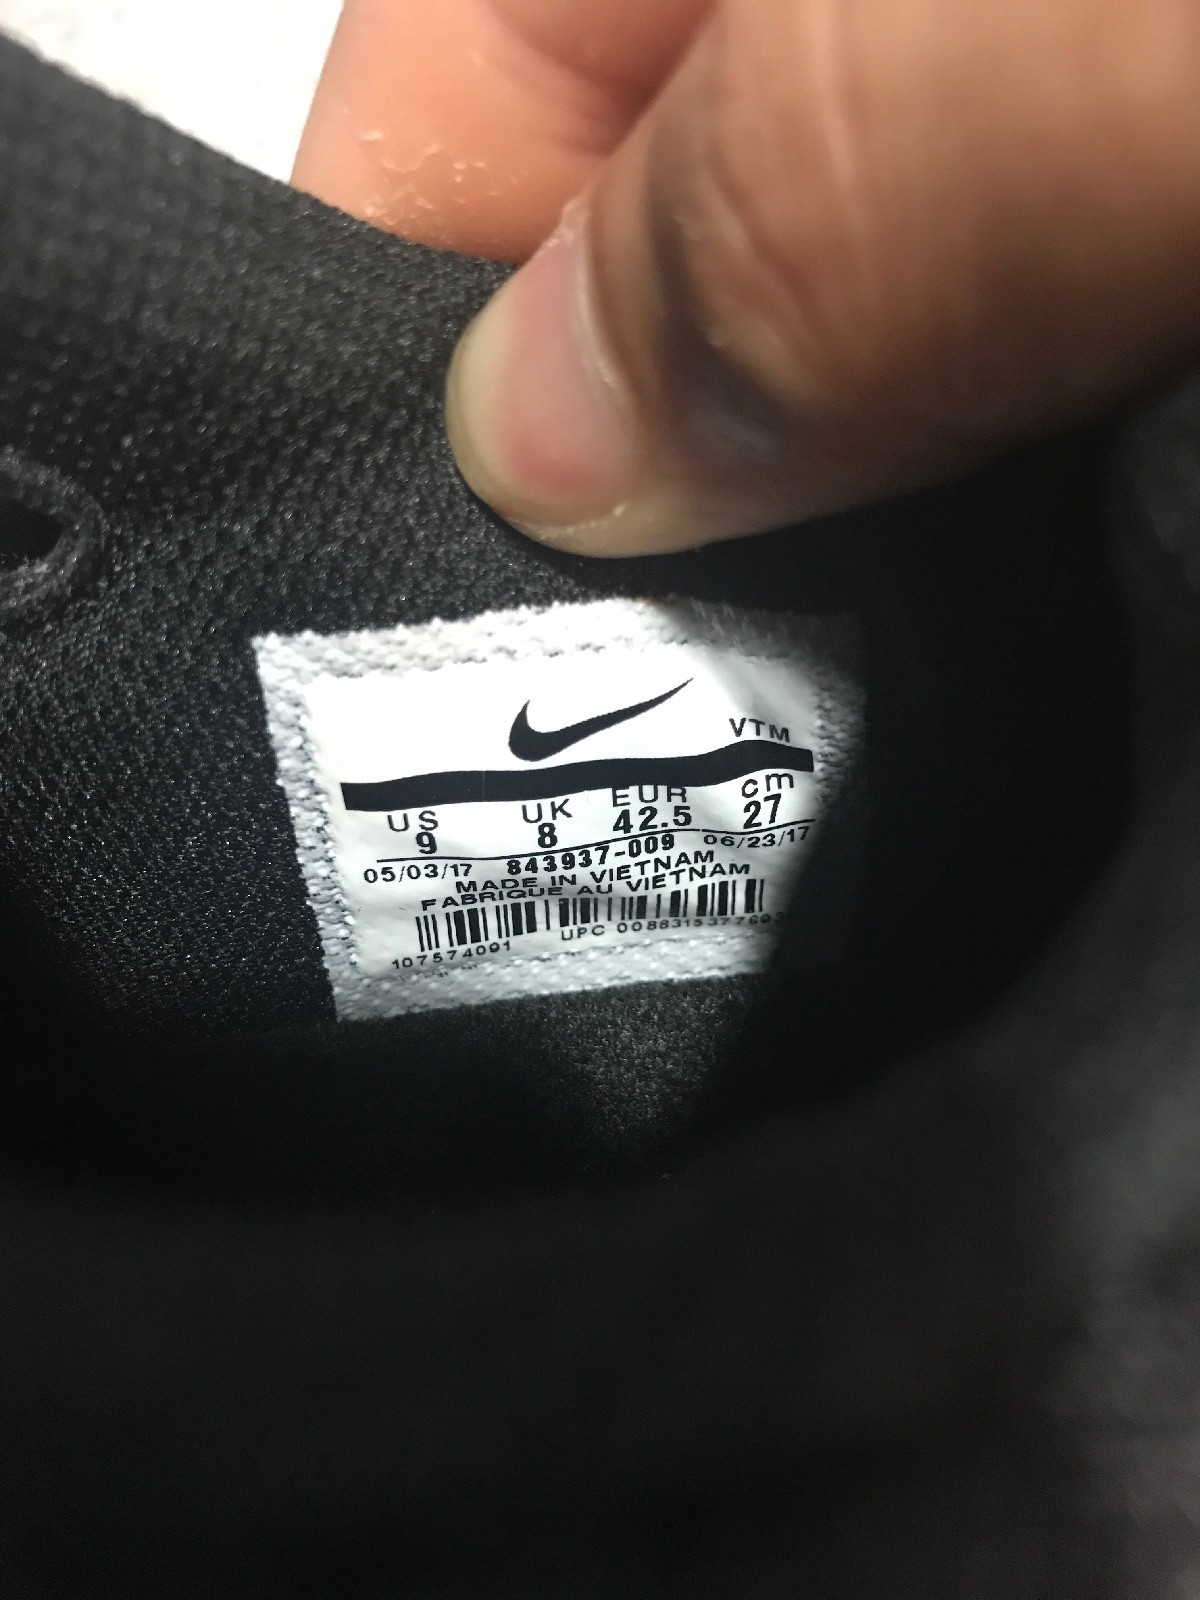 VTM
US UK EUR cm
9 8 42.5 27
05/03/17 843937-009 06/23/17
MADE IN VIETNAM
FABRIQUE AU VIETNAM
107574091 UPC